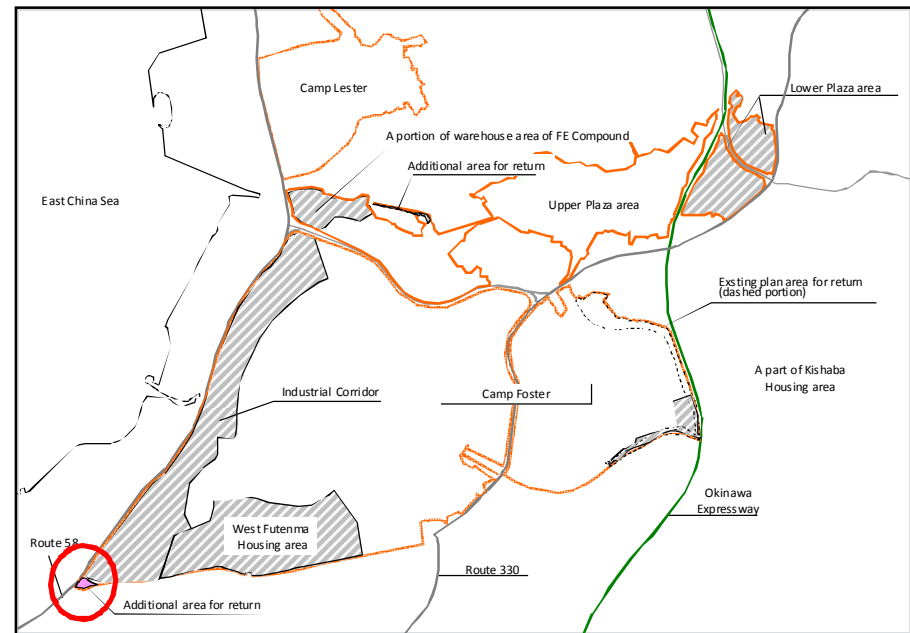 Camp Lester
Lower Plaza area
A portion of warehouse area of FE Compound
Additional area for return
East China Sea
Upper Plaza area
Exsting plan area for return
(dashed portion)
A part of Kishaba
Housing area
Industrial Corridor
Camp Foster
Okinawa
Expressway
West Futenma
Housing area
Route 58
Route 330
Additional area for return